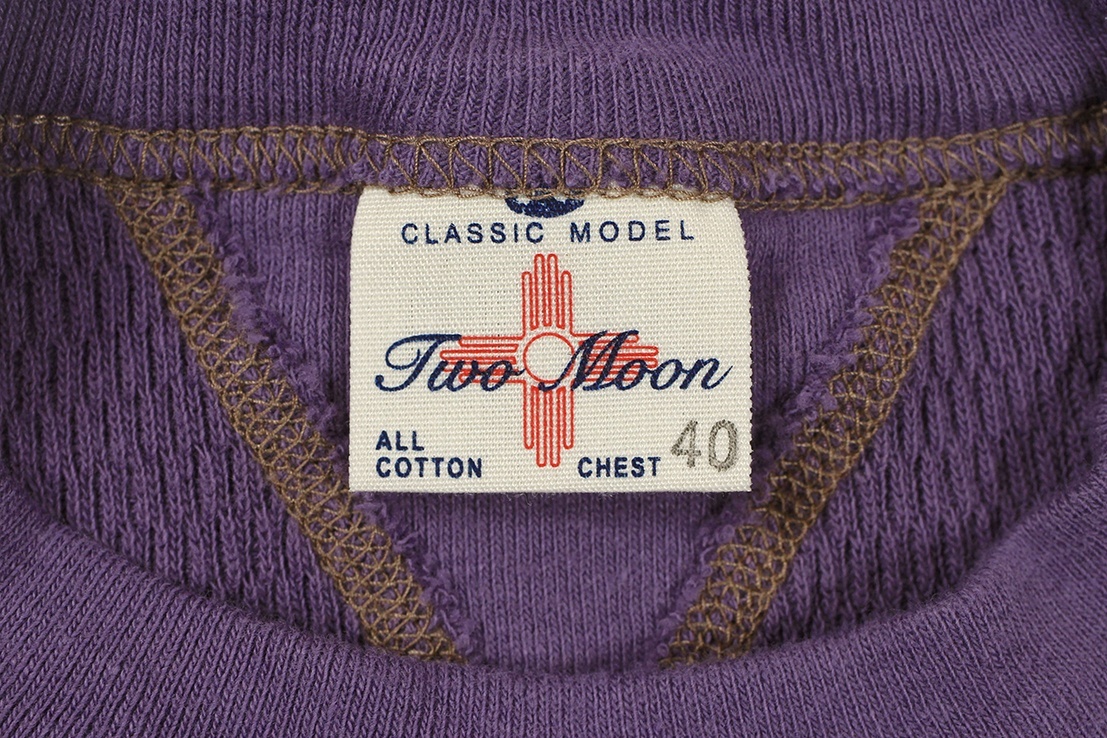 CLASSIC MODEL
Two Moon
ALL
COTTON
CHEST 40